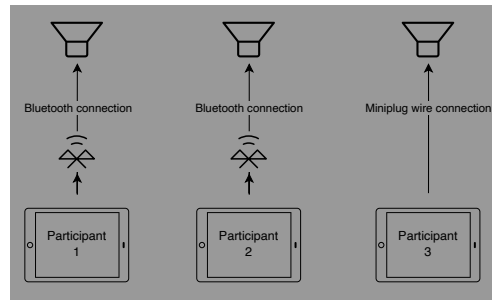 Bluetooth connection
Bluetooth connection
Miniplug wire connection
Participant
1
Participant
2
Participant
3